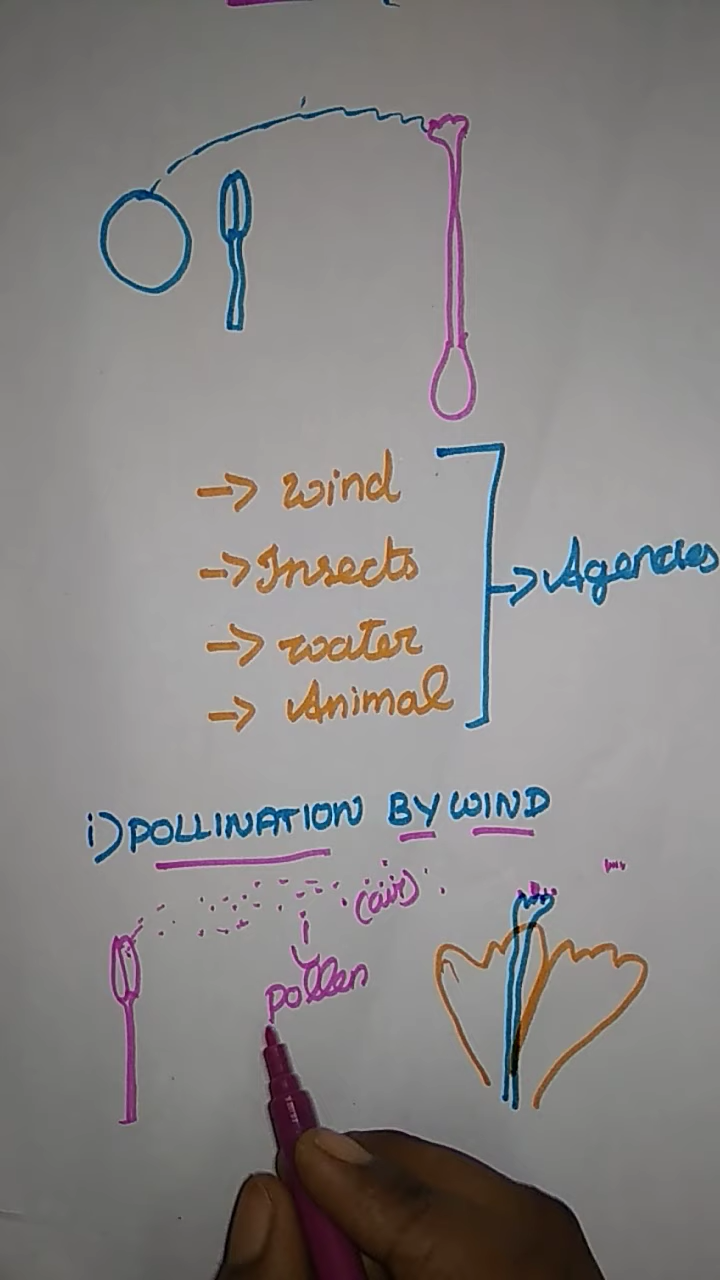 -> wind
-> Insects
-> water
-> Animal
-> Agencies
i) POLLINATION BY WIND
(air)
pollen